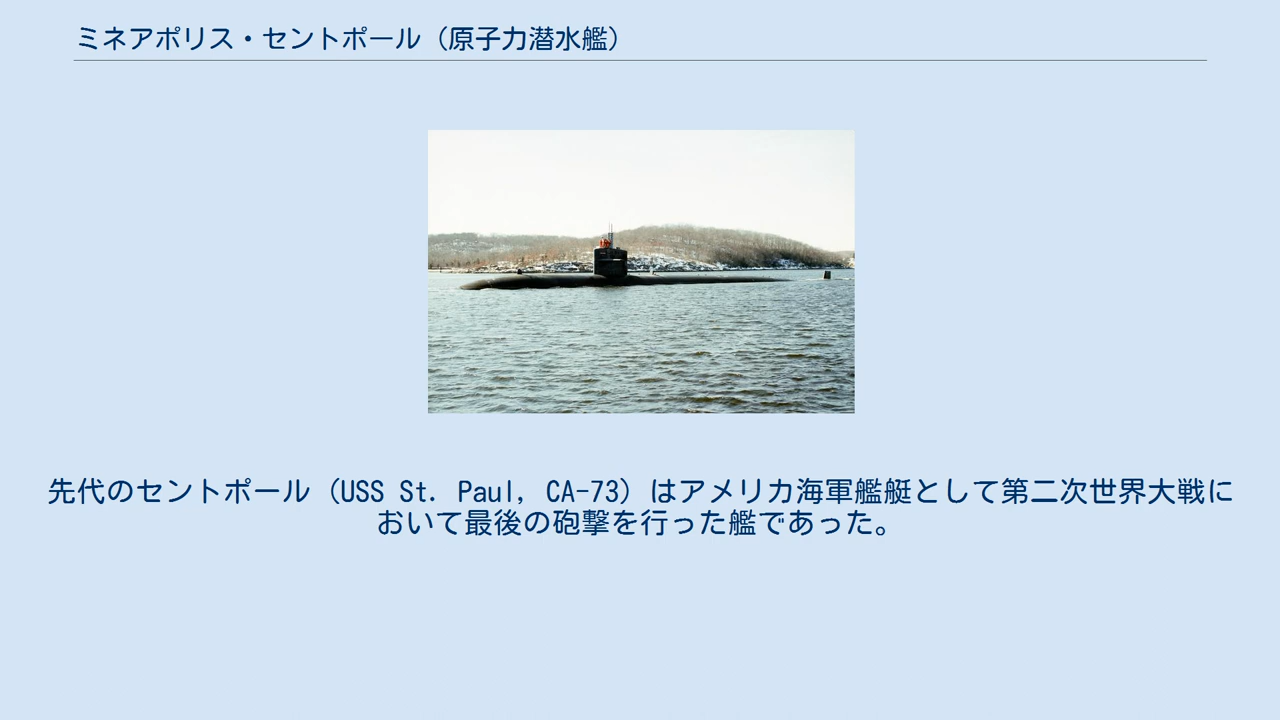 ミネアポリス・セントポール（原子力潜水艦）
先代のセントポール（USS St. Paul, CA-73）はアメリカ海軍艦艇として第二次世界大戦に
おいて最後の砲撃を行った艦であった。